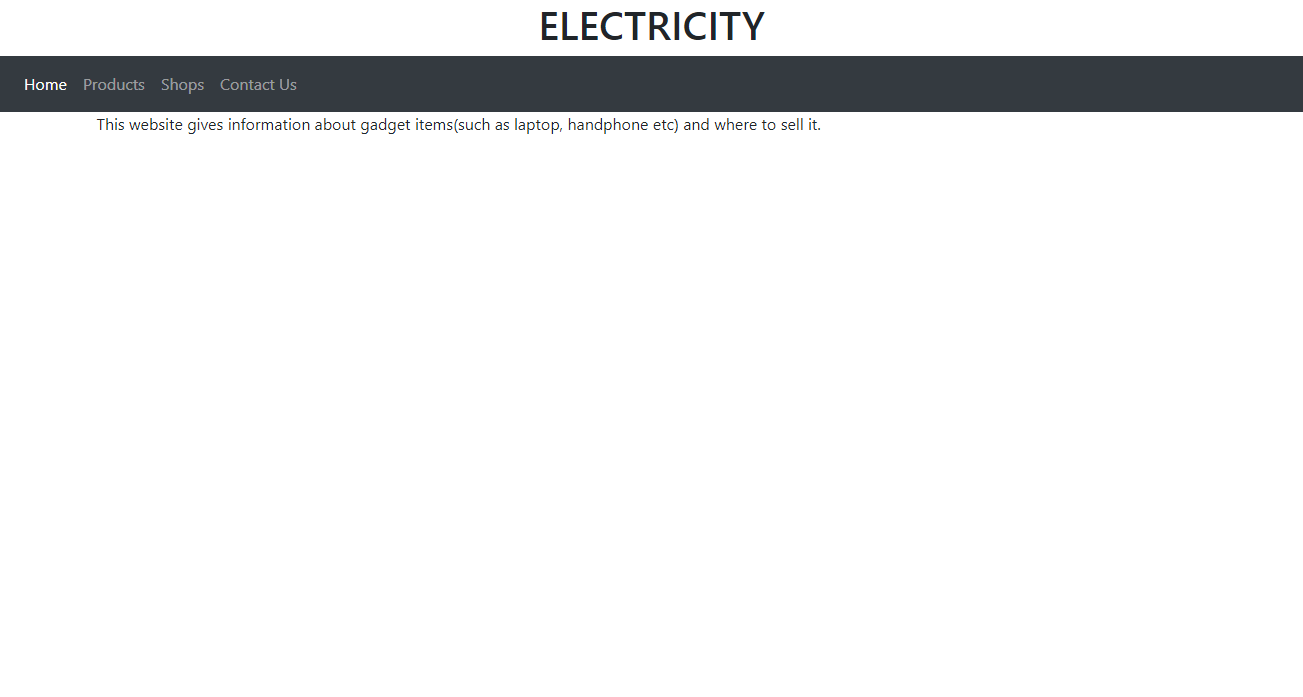 ELECTRICITY
Home Products Shops Contact Us
This website gives information about gadget items(such as laptop, handphone etc) and where to sell it.